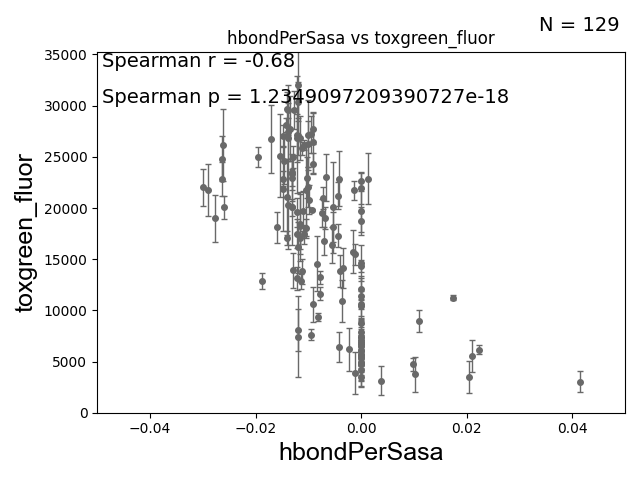 N = 129
hbondPerSasa vs toxgreen_fluor
Spearman r = -0.68
Spearman p = 1.2349097209390727e-18
toxgreen_fluor
35000
30000
25000
20000
15000
10000
5000
0
−0.04 −0.02 0.00 0.02 0.04
hbondPerSasa